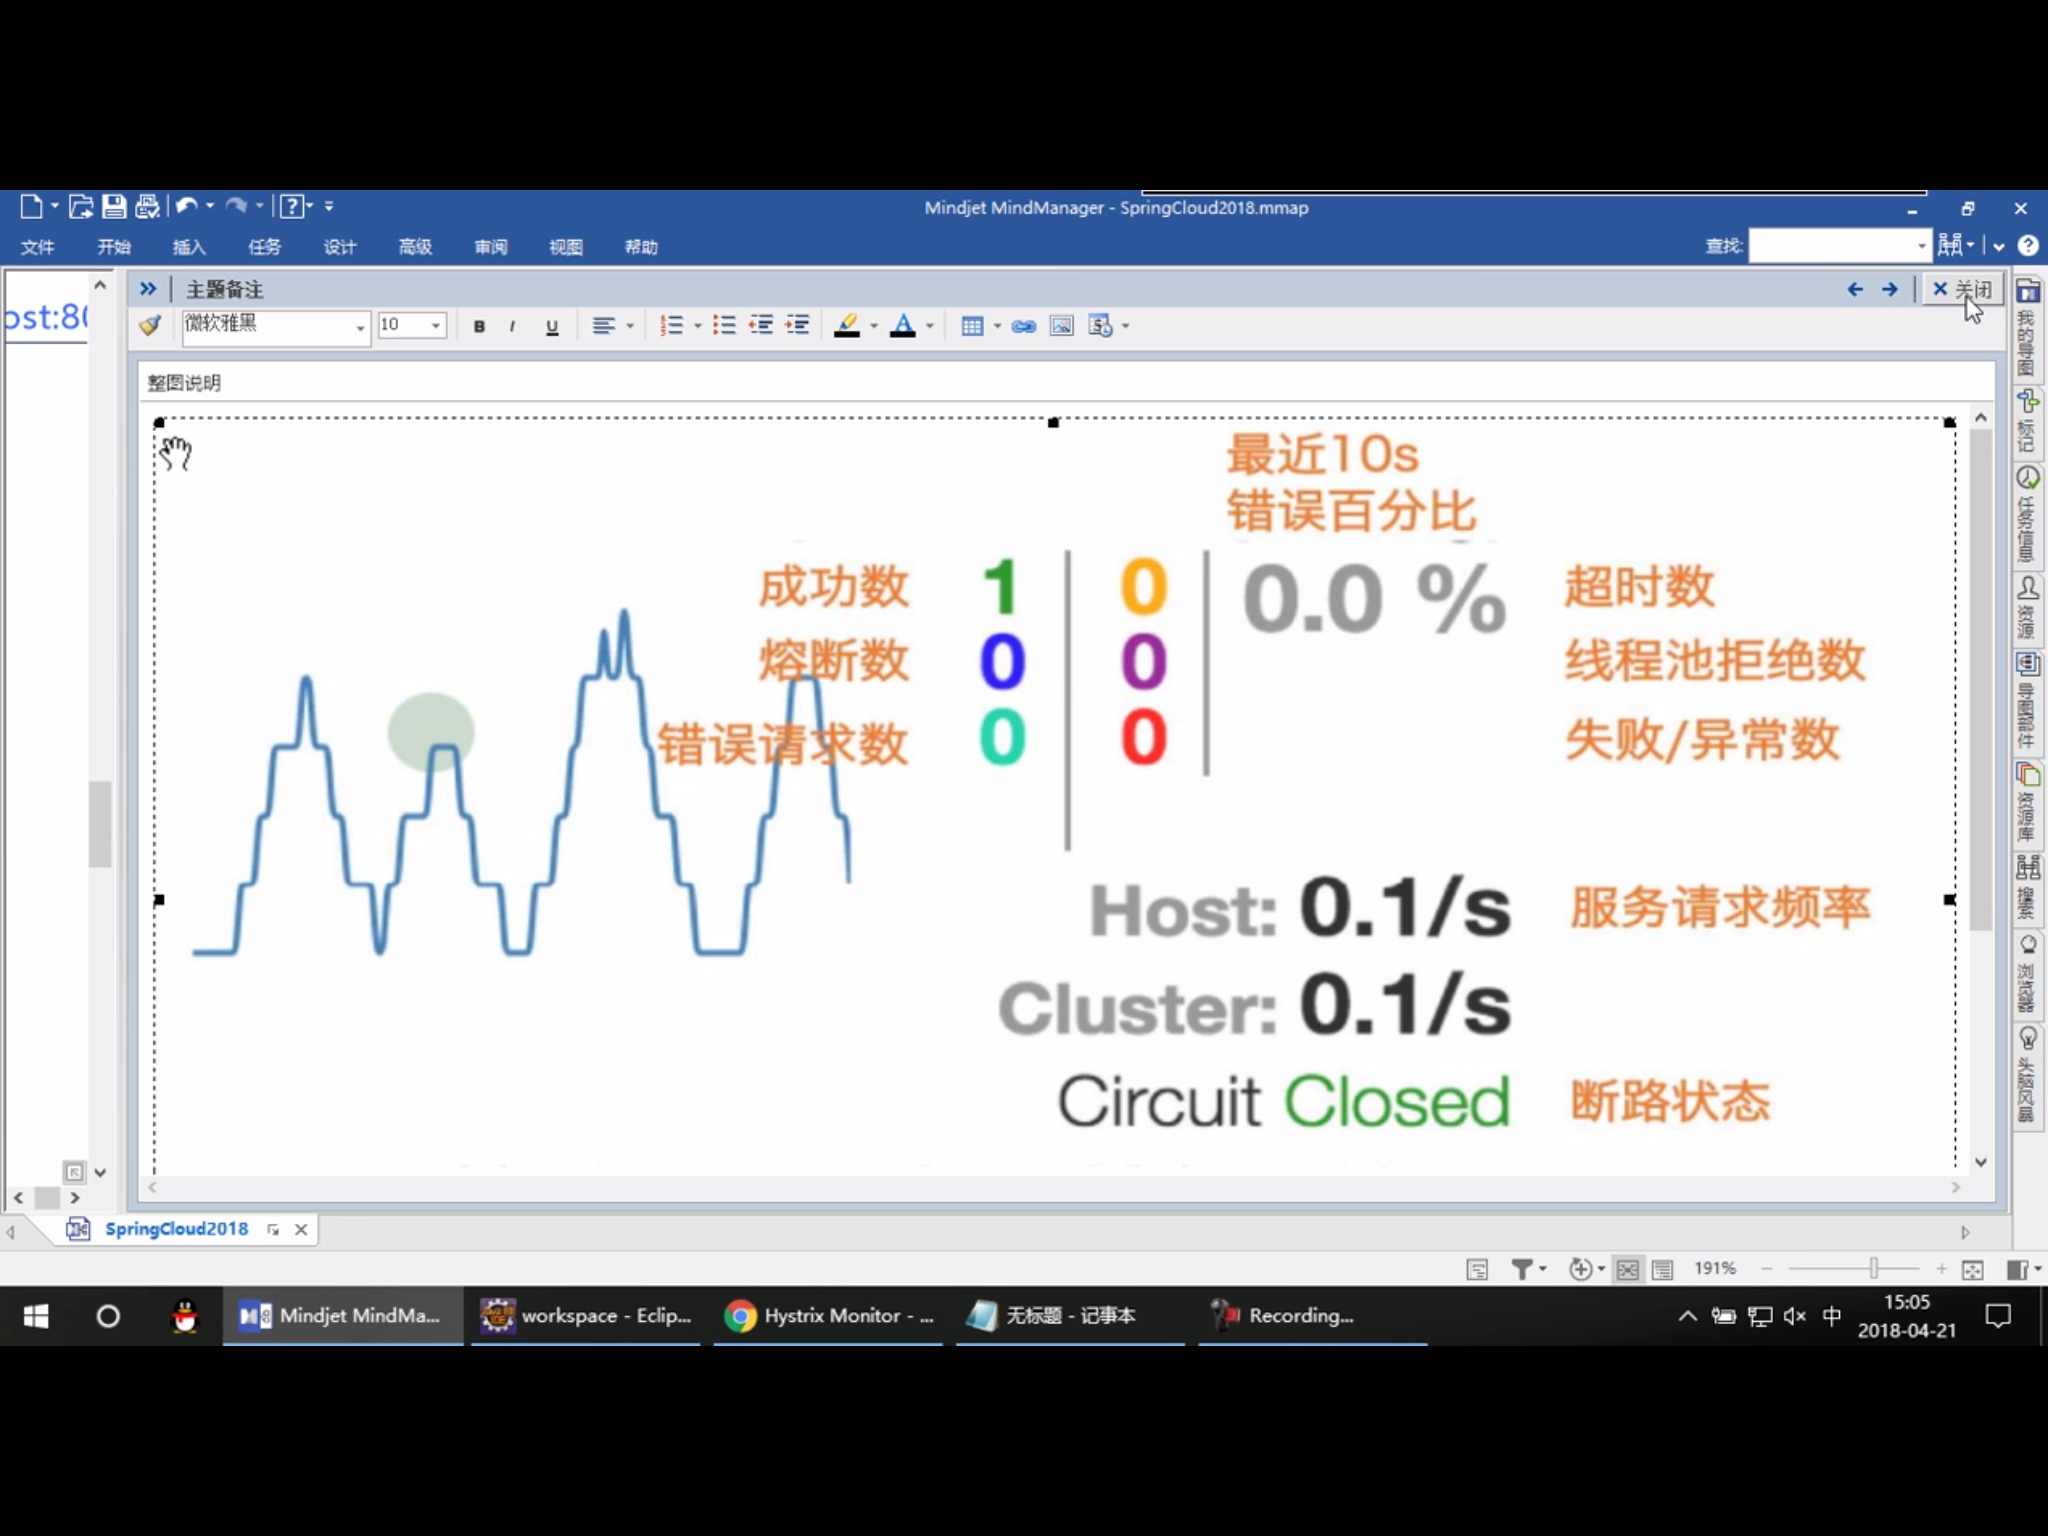 Mindjet MindManager - SpringCloud2018.mmap
文件 开始 插入 任务 设计 高级 审阅 视图 帮助 查找:
主题备注 关闭
ost:80
微软雅黑 10 B I U
整图说明
最近10s
错误百分比
成功数 1 0 0.0 % 超时数
熔断数 0 0 线程池拒绝数
错误请求数 0 0 失败/异常数
Host: 0.1/s 服务请求频率
Cluster: 0.1/s
Circuit Closed 断路状态
我的导图
标记
任务信息
资源
导图部件
资源库
搜索
浏览器
头脑风暴
SpringCloud2018
191%
Mindjet MindMa... workspace - Eclip... Hystrix Monitor - ... 无标题 - 记事本 Recording... 中 15:05
2018-04-21